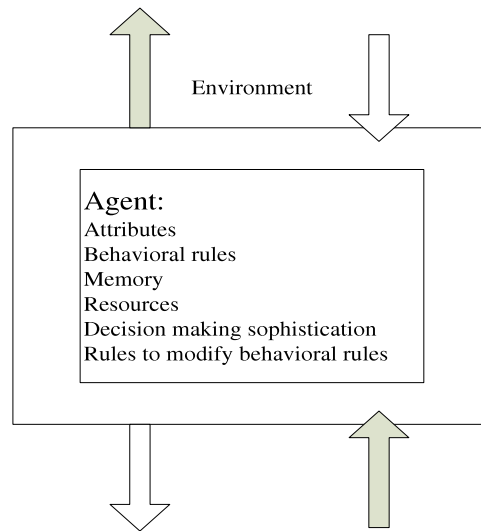 Environment
Agent:
Attributes
Behavioral rules
Memory
Resources
Decision making sophistication
Rules to modify behavioral rules